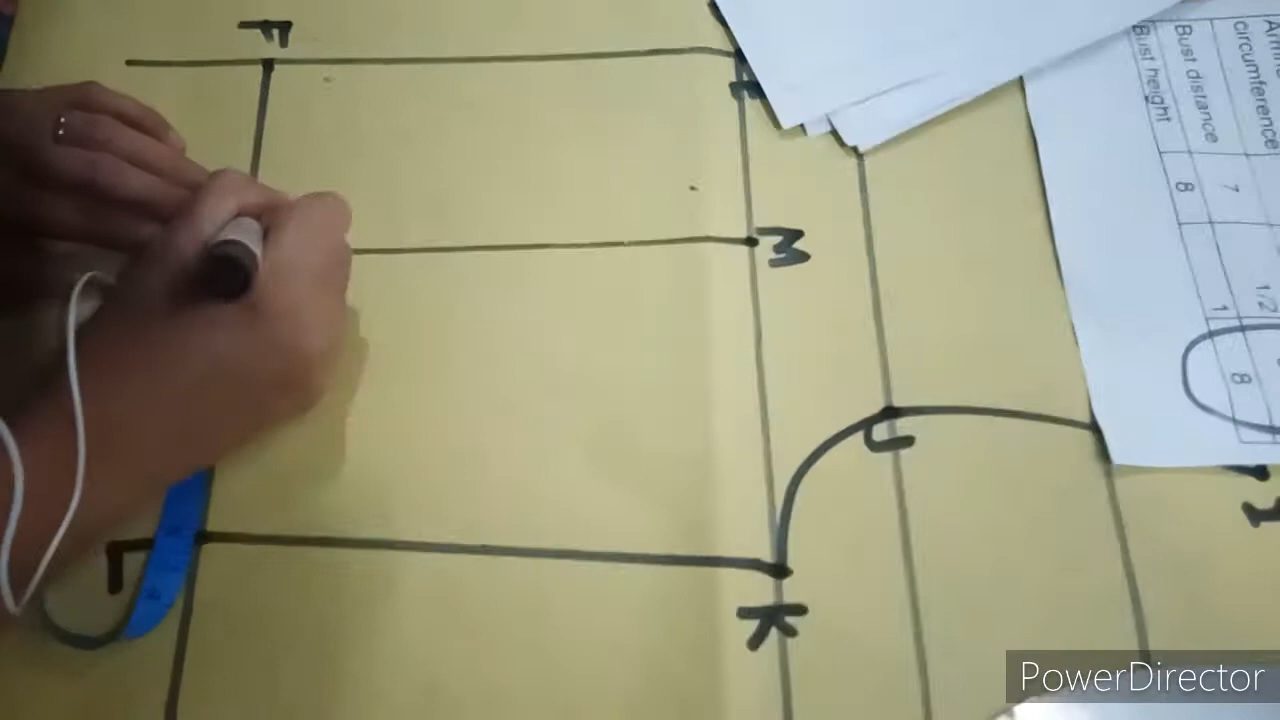 circumference 1/2
Bust distance 7 1 8
Bust height 8
F
M
U
K
L
I
PowerDirector